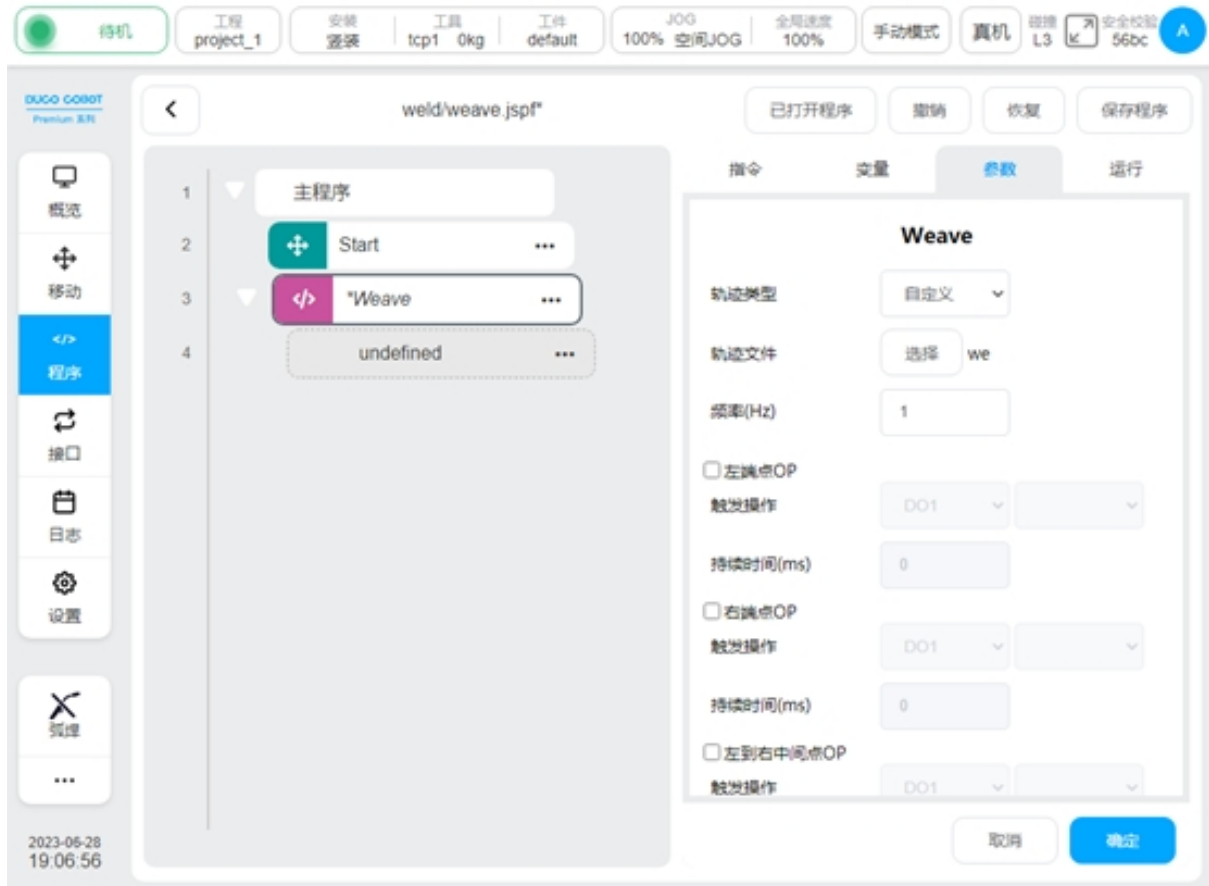 待机
工程
project_1
安装
竖装
工具
tcp1 0kg
工件
default
JOG
100% 空间JOG
全局速度
100%
手动模式
真机
碰撞
L3
安全校验
56bc
A
DUCO COBOT
Premium 系列
weld/weave.jspf*
已打开程序
撤销
恢复
保存程序
概览
移动
</>
程序
接口
日志
设置
弧焊
...
2023-06-28
19:06:56
1 主程序
2 Start ...
3 </> *Weave ...
4 undefined ...
指令 变量 参数 运行
Weave
轨迹类型 自定义
轨迹文件 选择 we
频率(Hz) 1
左端点OP
触发操作 DO1
持续时间(ms) 0
右端点OP
触发操作 DO1
持续时间(ms) 0
左到右中间点OP
触发操作 DO1
取消 确定